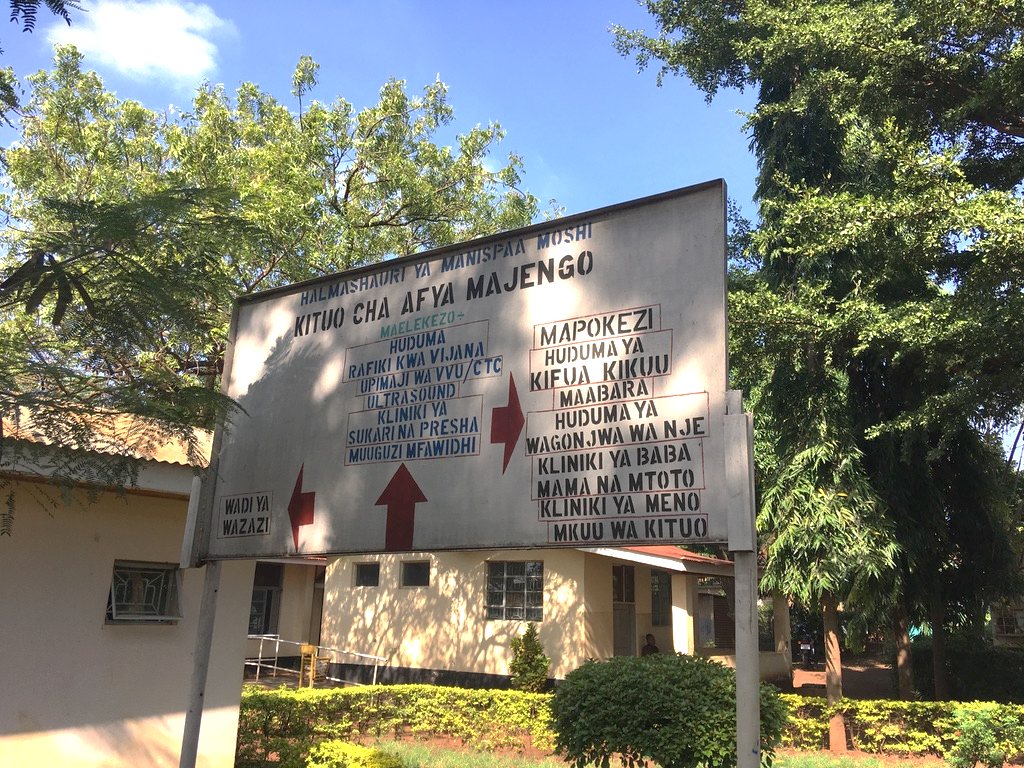 HALMASHAURI YA MANISPAA MOSHI
KITUO CHA AFYA MAJENGO
MAELEKEZO:-
HUDUMA
RAFIKI KWA VIJANA
UPIMAJI WA VVU/CTC
ULTRASOUND
KLINIKI YA
SUKARI NA PRESHA
MUUGUZI MFAWIDHI
WADI YA
WAZAZI
MAPOKEZI
HUDUMA YA
KIFUA KIKUU
MAABARA
HUDUMA YA
WAGONJWA WA NJE
KLINIKI YA BABA
MAMA NA MTOTO
KLINIKI YA MENO
MKUU WA KITUO